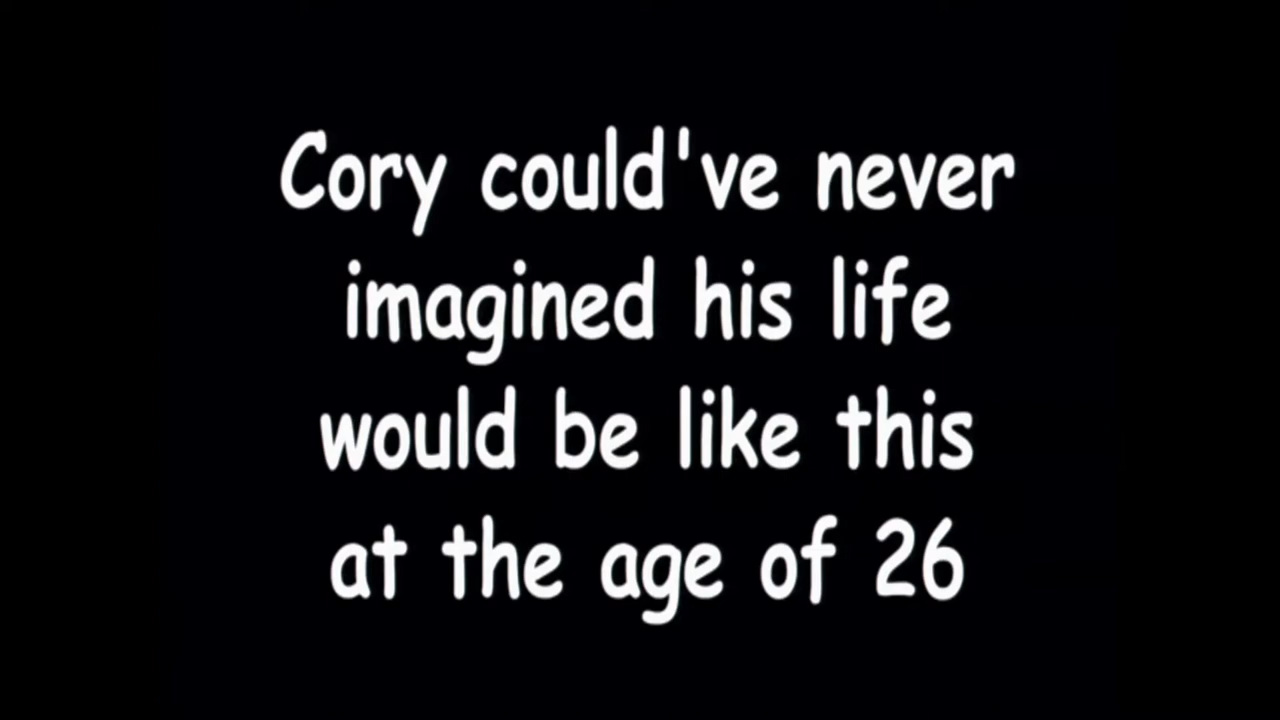 Cory could've never
imagined his life
would be like this
at the age of 26